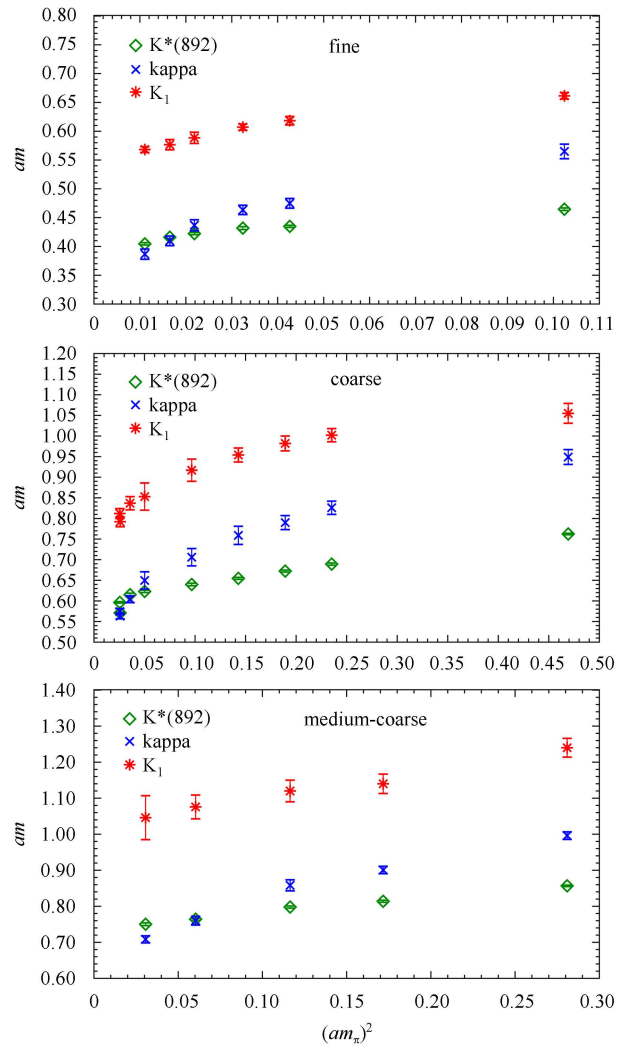 0.80
0.75
0.70
0.65
0.60
0.55
0.50
0.45
0.40
0.35
0.30
am
K*(892)
kappa
K₁
fine
0 0.01 0.02 0.03 0.04 0.05 0.06 0.07 0.08 0.09 0.10 0.11
1.20
1.15
1.10
1.05
1.00
0.95
0.90
0.85
0.80
0.75
0.70
0.65
0.60
0.55
0.50
am
K*(892)
kappa
K₁
coarse
0 0.05 0.10 0.15 0.20 0.25 0.30 0.35 0.40 0.45 0.50
1.40
1.30
1.20
1.10
1.00
0.90
0.80
0.70
0.60
am
K*(892)
kappa
K₁
medium-coarse
0 0.05 0.10 0.15 0.20 0.25 0.30
(amπ)²